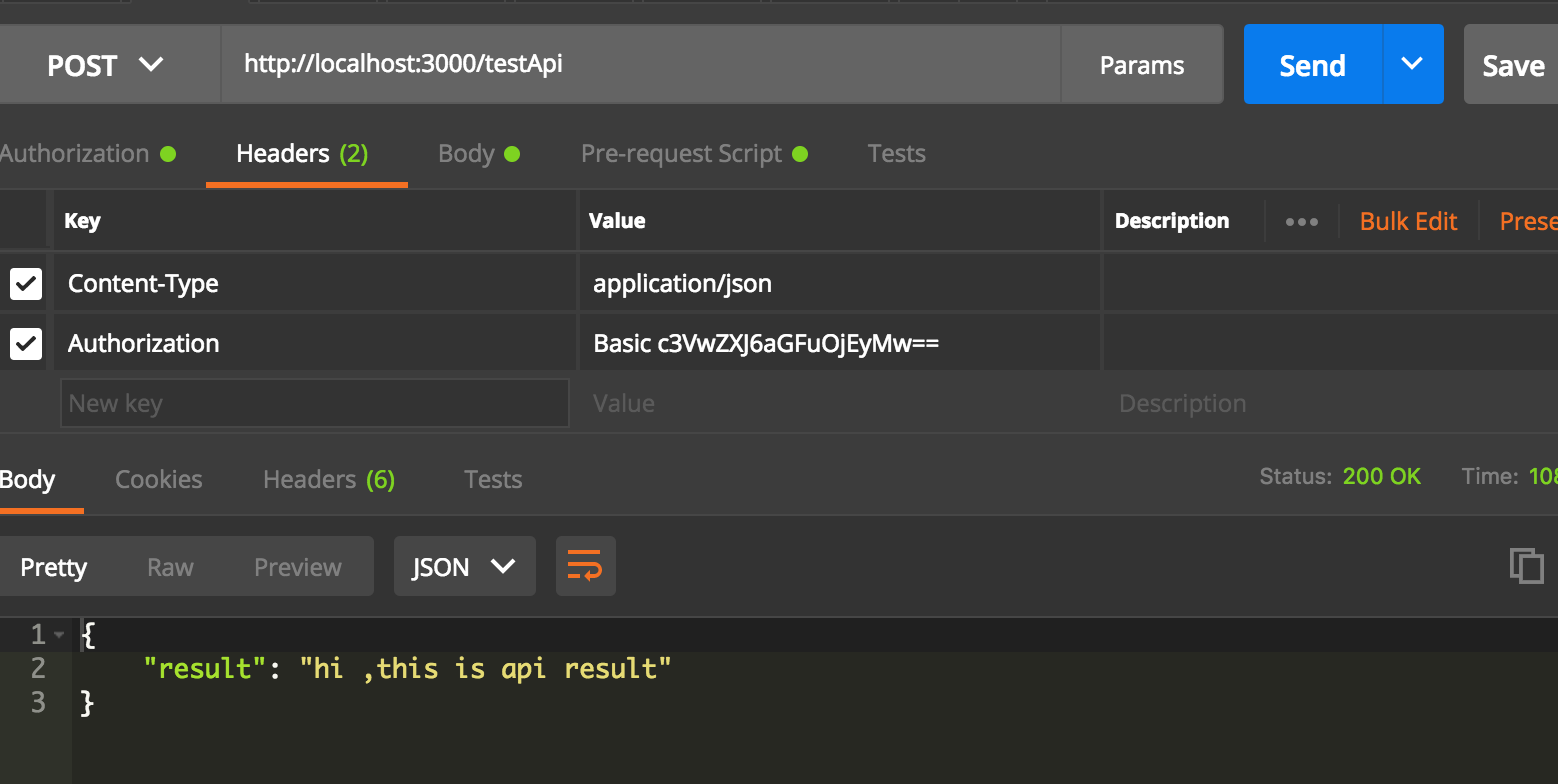 POST http://localhost:3000/testApi Params Send Save
Authorization Headers (2) Body Pre-request Script Tests
Key Value Description Bulk Edit Prese
Content-Type application/json
Authorization Basic c3VwZXJ6aGFuOjEyMw==
New key Value Description
Body Cookies Headers (6) Tests Status: 200 OK Time: 108
Pretty Raw Preview JSON
1 {
2 "result": "hi ,this is api result"
3 }